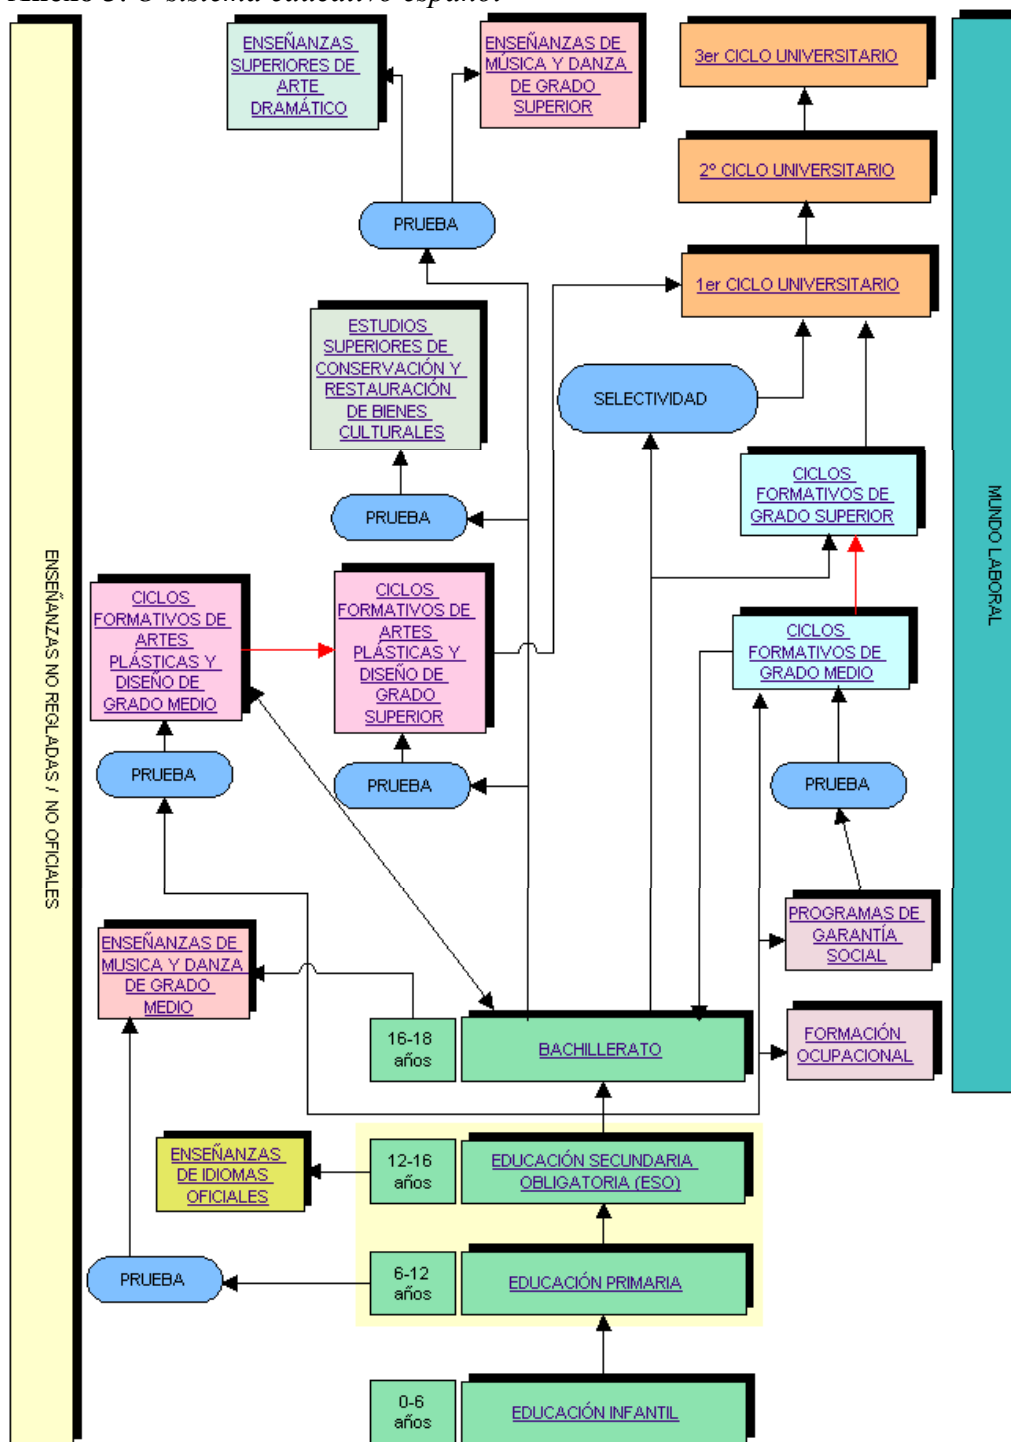 Anexo 3: O sistema educativo español
ENSEÑANZAS
SUPERIORES DE
ARTE
DRAMÁTICO
ENSEÑANZAS DE
MÚSICA Y DANZA
DE GRADO
SUPERIOR
3er CICLO UNIVERSITARIO
2º CICLO UNIVERSITARIO
PRUEBA
1er CICLO UNIVERSITARIO
ESTUDIOS
SUPERIORES DE
CONSERVACIÓN Y
RESTAURACIÓN
DE BIENES
CULTURALES
SELECTIVIDAD
CICLOS
FORMATIVOS DE
GRADO SUPERIOR
PRUEBA
ENSEÑANZAS NO REGLADAS / NO OFICIALES
MUNDO LABORAL
CICLOS
FORMATIVOS DE
ARTES
PLÁSTICAS Y
DISEÑO DE
GRADO MEDIO
CICLOS
FORMATIVOS DE
ARTES
PLÁSTICAS Y
DISEÑO DE
GRADO
SUPERIOR
CICLOS
FORMATIVOS DE
GRADO MEDIO
PRUEBA
PRUEBA
PRUEBA
PROGRAMAS DE
GARANTÍA
SOCIAL
ENSEÑANZAS DE
MUSICA Y DANZA
DE GRADO
MEDIO
16-18
años
BACHILLERATO
FORMACIÓN
OCUPACIONAL
ENSEÑANZAS
DE IDIOMAS
OFICIALES
12-16
años
EDUCACIÓN SECUNDARIA
OBLIGATORIA (ESO)
PRUEBA
6-12
años
EDUCACIÓN PRIMARIA
0-6
años
EDUCACIÓN INFANTIL